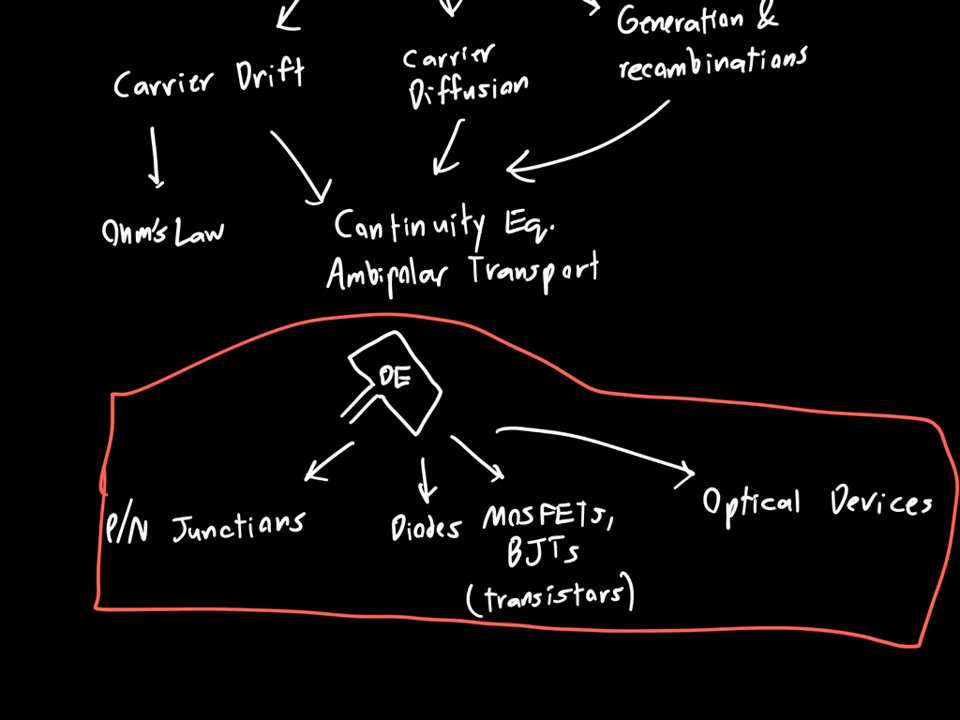 Generation &
recombinations
Carrier Drift
Carrier
Diffusion
Ohm's Law
Continuity Eq.
Ambipolar Transport
DE
P/N Junctions
Diodes
MOSFETs,
BJTs
(transistors)
Optical Devices